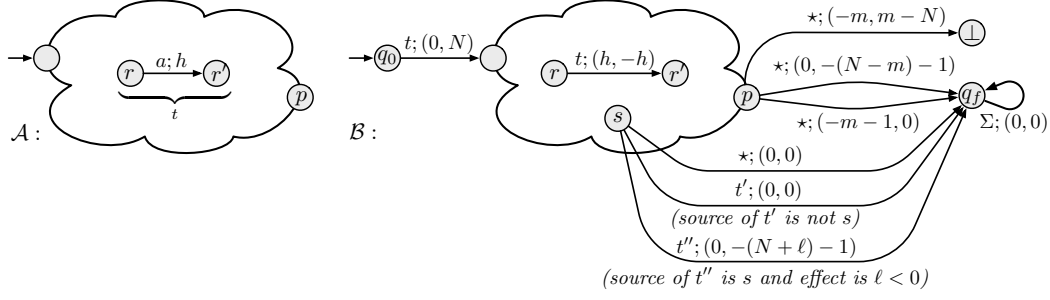 𝒜 :
r
a; h
r′
t
p
ℬ :
q₀
t; (0, N)
r
t; (h, −h)
r′
s
p
⋆; (−m, m − N)
⊥
⋆; (0, −(N − m) − 1)
⋆; (−m − 1, 0)
q_f
Σ; (0, 0)
⋆; (0, 0)
t′; (0, 0)
(source of t′ is not s)
t′′; (0, −(N + ℓ) − 1)
(source of t′′ is s and effect is ℓ < 0)